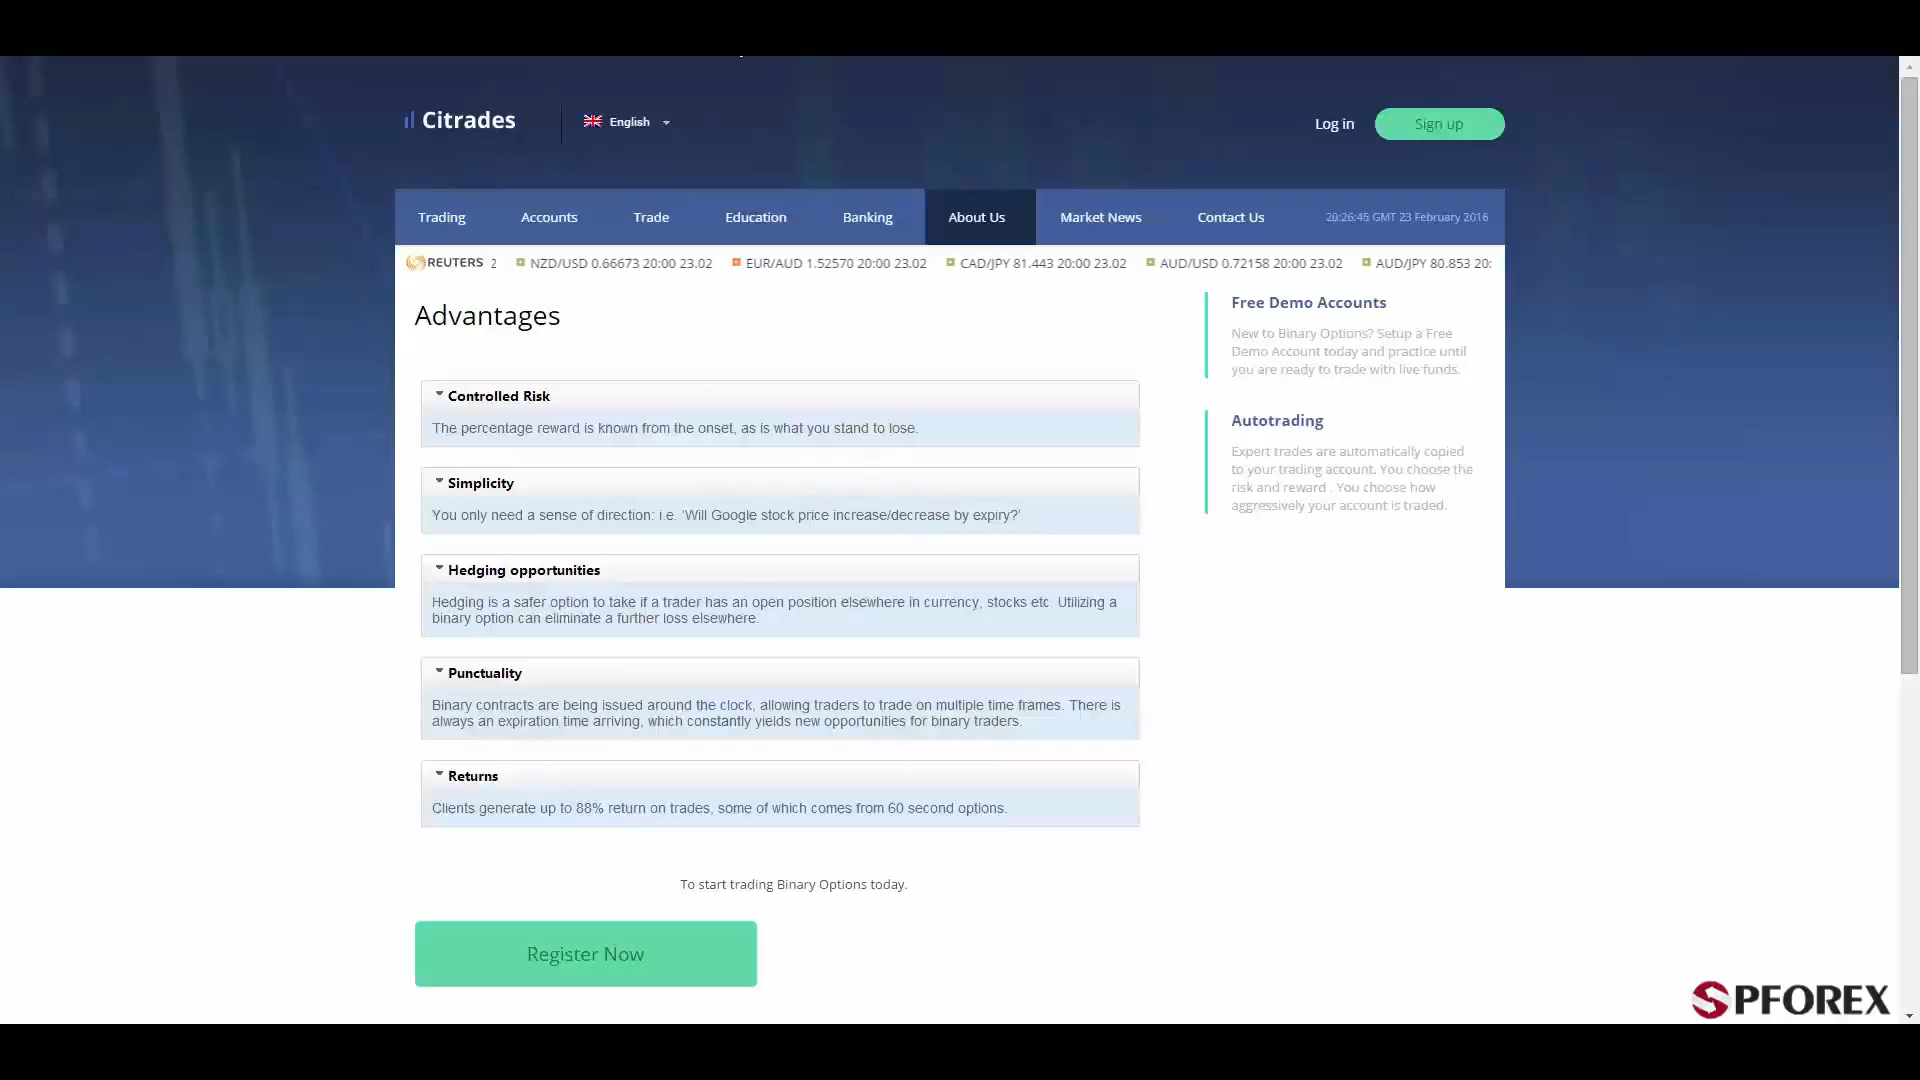 Citrades
English
Log in
Sign up
Trading
Accounts
Trade
Education
Banking
About Us
Market News
Contact Us
20:26:45 GMT 23 February 2016
REUTERS 2 NZD/USD 0.66673 20:00 23.02 EUR/AUD 1.52570 20:00 23.02 CAD/JPY 81.443 20:00 23.02 AUD/USD 0.72158 20:00 23.02 AUD/JPY 80.853 20:
Advantages
Controlled Risk
The percentage reward is known from the onset, as is what you stand to lose.
Simplicity
You only need a sense of direction: i.e. ‘Will Google stock price increase/decrease by expiry?’
Hedging opportunities
Hedging is a safer option to take if a trader has an open position elsewhere in currency, stocks etc. Utilizing a
binary option can eliminate a further loss elsewhere.
Punctuality
Binary contracts are being issued around the clock, allowing traders to trade on multiple time frames. There is
always an expiration time arriving, which constantly yields new opportunities for binary traders.
Returns
Clients generate up to 88% return on trades, some of which comes from 60 second options.
To start trading Binary Options today.
Register Now
Free Demo Accounts
New to Binary Options? Setup a Free
Demo Account today and practice until
you are ready to trade with live funds.
Autotrading
Expert trades are automatically copied
to your trading account. You choose the
risk and reward . You choose how
aggressively your account is traded.
SPFOREX